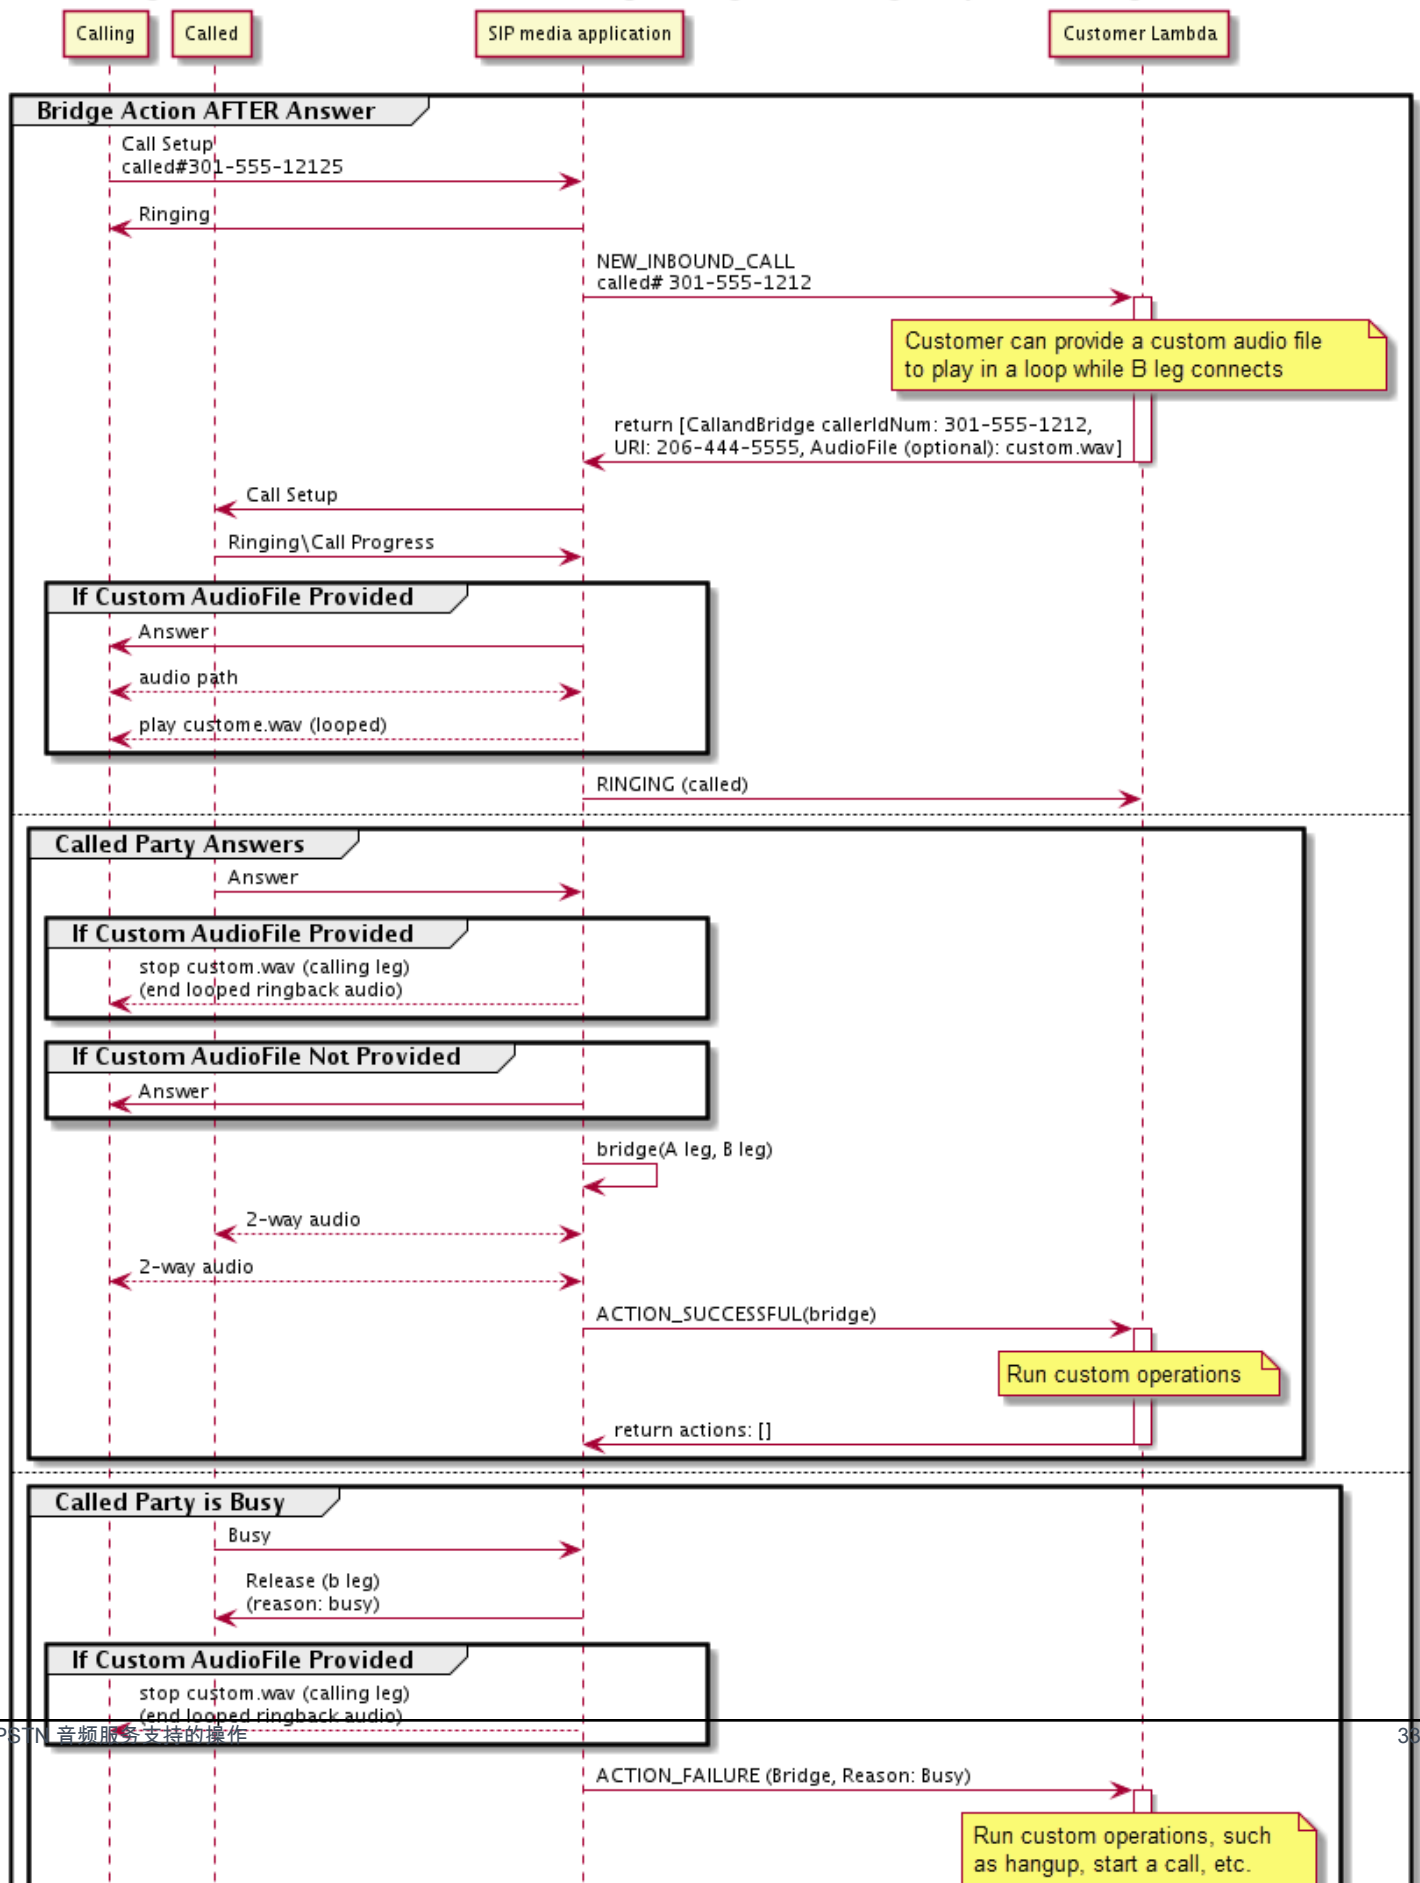 Calling
Called
SIP media application
Customer Lambda
Bridge Action AFTER Answer
Call Setup
called#301-555-12125
Ringing
NEW_INBOUND_CALL
called# 301-555-1212
Customer can provide a custom audio file
to play in a loop while B leg connects
return [CallandBridge callerIdNum: 301-555-1212,
URI: 206-444-5555, AudioFile (optional): custom.wav]
Call Setup
Ringing\Call Progress
If Custom AudioFile Provided
Answer
audio path
play custome.wav (looped)
RINGING (called)
Called Party Answers
Answer
If Custom AudioFile Provided
stop custom.wav (calling leg)
(end looped ringback audio)
If Custom AudioFile Not Provided
Answer
bridge(A leg, B leg)
2-way audio
2-way audio
ACTION_SUCCESSFUL(bridge)
Run custom operations
return actions: []
Called Party is Busy
Busy
Release (b leg)
(reason: busy)
If Custom AudioFile Provided
stop custom.wav (calling leg)
(end looped ringback audio)
PSTN 音频服务支持的操作
ACTION_FAILURE (Bridge, Reason: Busy)
Run custom operations, such
as hangup, start a call, etc.